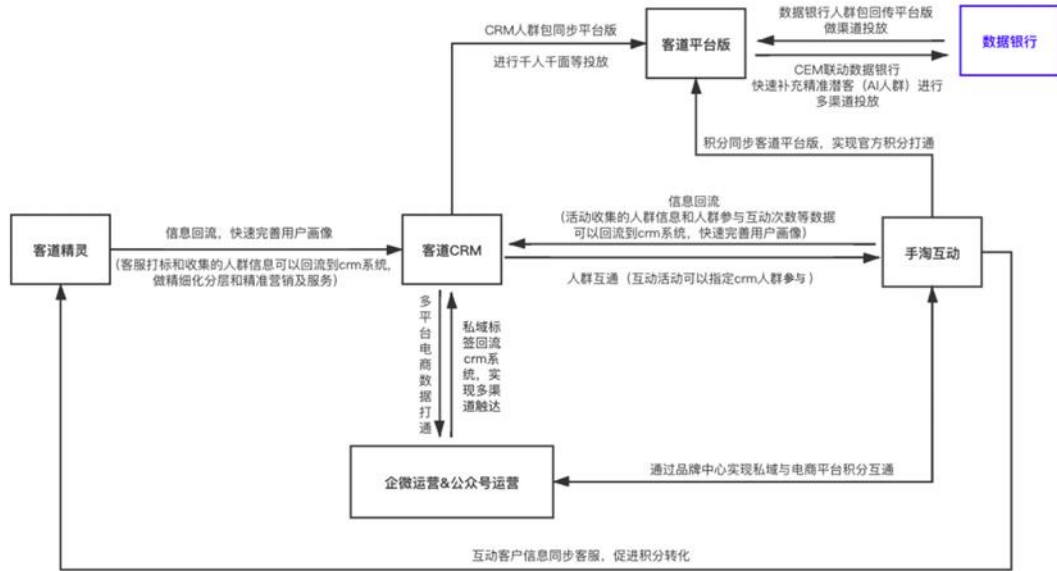 CRM人群包同步平台版
进行千人千面等投放
客道平台版
数据银行人群包回传平台版
做渠道投放
数据银行
CEM联动数据银行
快速补充精准潜客（AI人群）进行
多渠道投放
积分同步客道平台版，实现官方积分打通
客道精灵
信息回流，快速完善用户画像
(客服打标和收集的人群信息可以回流到crm系统，
做精细化分层和精准营销及服务）
客道CRM
信息回流
（活动收集的人群信息和人群参与互动次数等数据
可以回流到crm系统，快速完善用户画像）
人群互通（互动活动可以指定crm人群参与）
手淘互动
多
平
台
电
商
数
据
打
通
私域标
签回流
crm系
统，实
现多渠
道触达
企微运营&公众号运营
通过品牌中心实现私域与电商平台积分互通
互动客户信息同步客服，促进积分转化